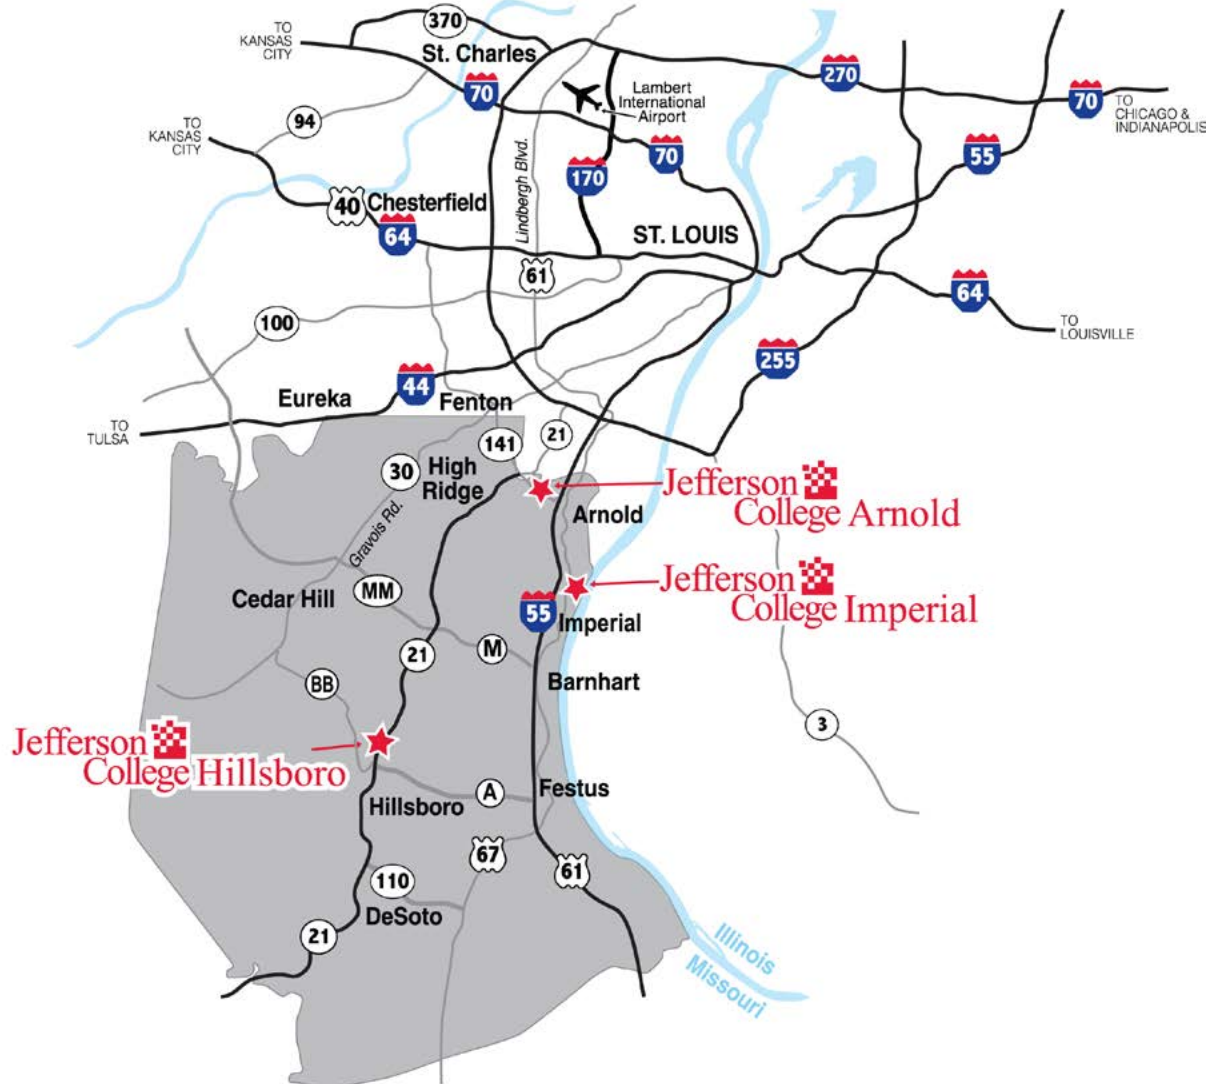 370
TO
KANSAS
CITY
St. Charles
270
70
Lambert
International
Airport
70
TO
CHICAGO &
INDIANAPOLIS
94
TO
KANSAS
CITY
Lindbergh Blvd.
70
55
170
40
Chesterfield
64
ST. LOUIS
61
64
100
TO
LOUISVILLE
255
44
Eureka
Fenton
TO
TULSA
141
21
30
High
Ridge
Jefferson
College Arnold
Arnold
Gravois Rd.
Jefferson
College Imperial
MM
Cedar Hill
55
Imperial
21
M
BB
Barnhart
3
Jefferson
College Hillsboro
Hillsboro
A
Festus
67
61
110
DeSoto
21
Illinois
Missouri